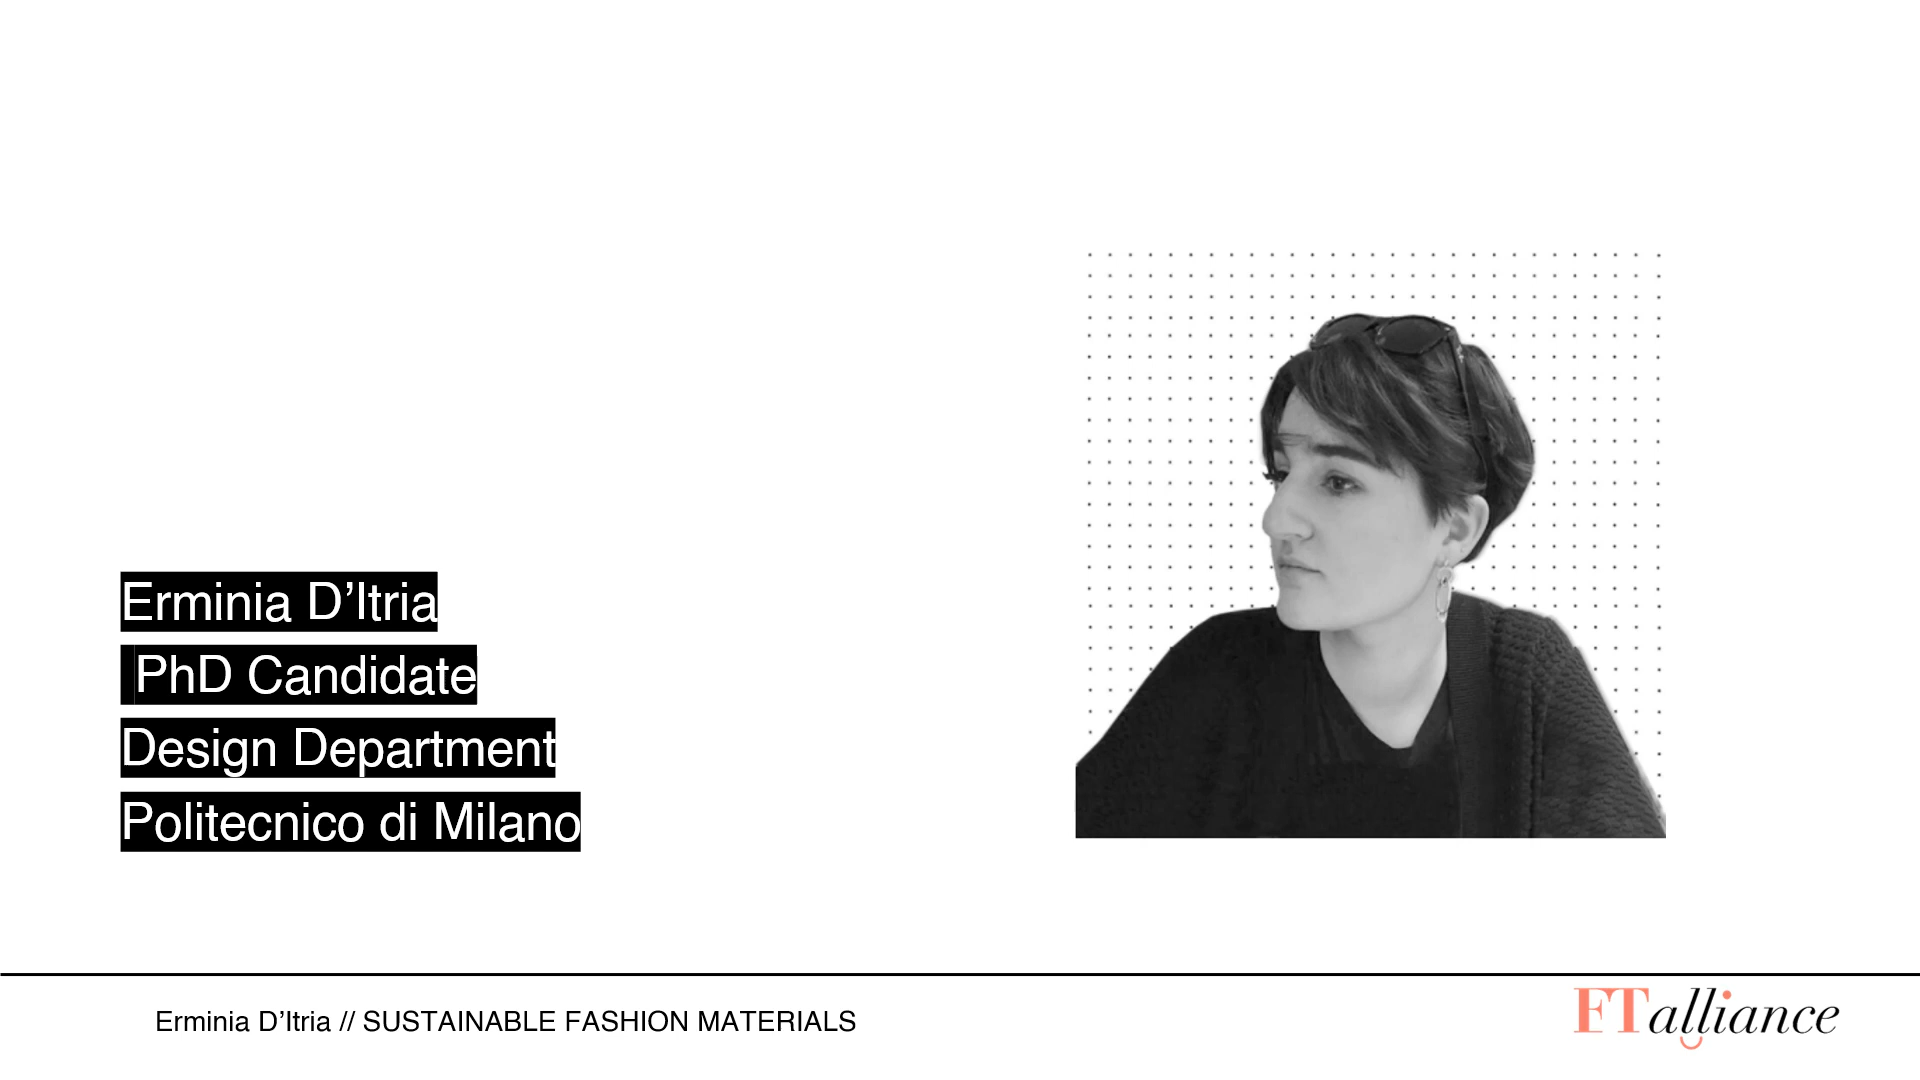 Erminia D’Itria
PhD Candidate
Design Department
Politecnico di Milano
Erminia D’Itria // SUSTAINABLE FASHION MATERIALS
FTalliance